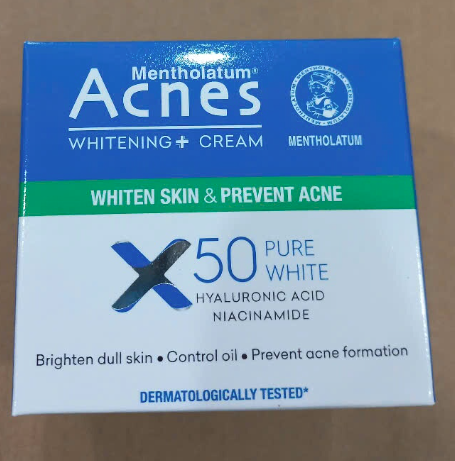 Mentholatum®
Acnes
WHITENING+ CREAM
MENTHOLATUM
MENTHOLATUM
WHITEN SKIN & PREVENT ACNE
X50 PURE
WHITE
HYALURONIC ACID
NIACINAMIDE
Brighten dull skin • Control oil • Prevent acne formation
DERMATOLOGICALLY TESTED*